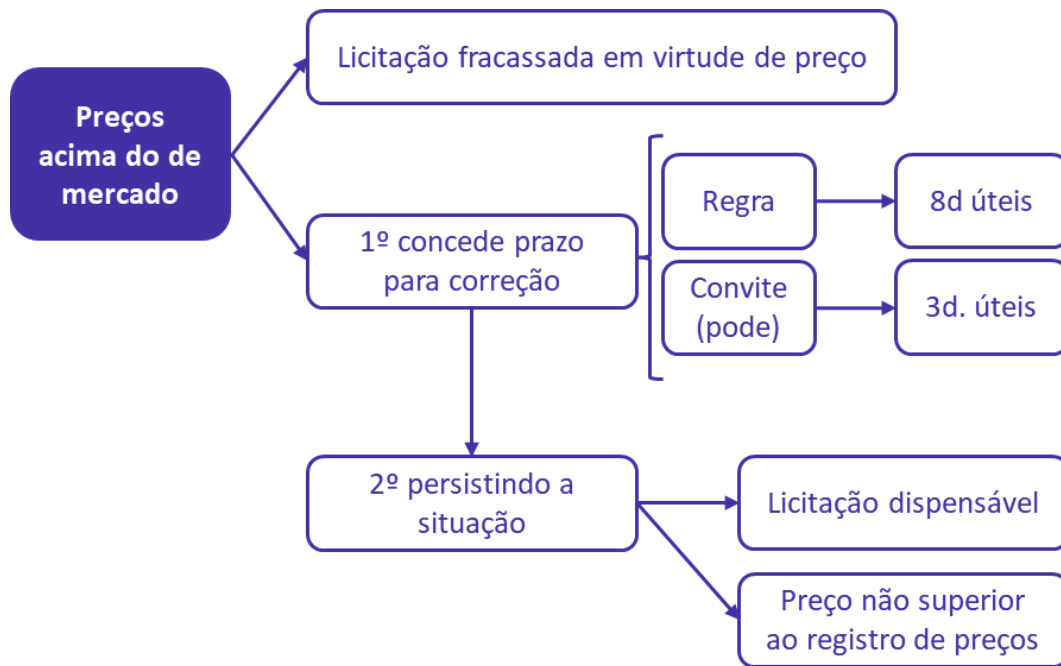 Licitação fracassada em virtude de preço
Preços
acima do de
mercado
1º concede prazo
para correção
Regra
8d úteis
Convite
(pode)
3d. úteis
2º persistindo a
situação
Licitação dispensável
Preço não superior
ao registro de preços